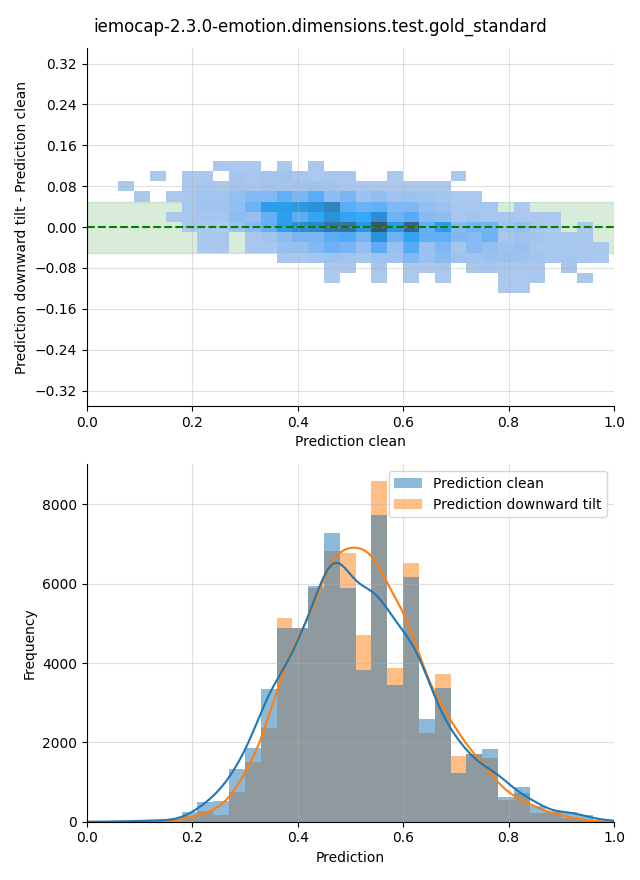 iemocap-2.3.0-emotion.dimensions.test.gold_standard
Prediction downward tilt - Prediction clean
0.32
0.24
0.16
0.08
0.00
−0.08
−0.16
−0.24
−0.32
0.0 0.2 0.4 0.6 0.8 1.0
Prediction clean
Prediction clean
Prediction downward tilt
Frequency
8000
6000
4000
2000
0
0.0 0.2 0.4 0.6 0.8 1.0
Prediction